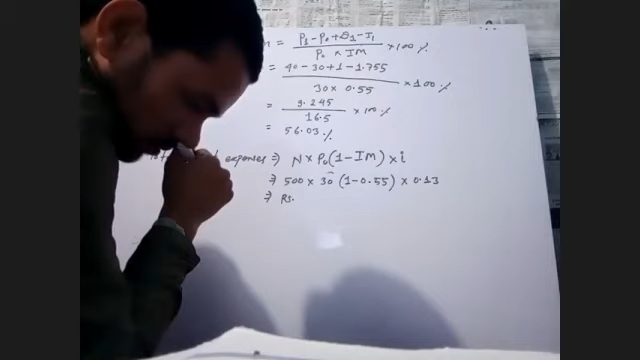 = P₁ - P₀ + D₁ - I₁ / P₀ × IM × 100 %
= 40 - 30 + 1 - 1.755 / 30 × 0.55 × 100 %
= 9.245 / 16.5 × 100 %
= 56.03 %
expenses ⇒ N × P₀ (1 - IM) × i
⇒ 500 × 30 (1 - 0.55) × 0.13
⇒ Rs.